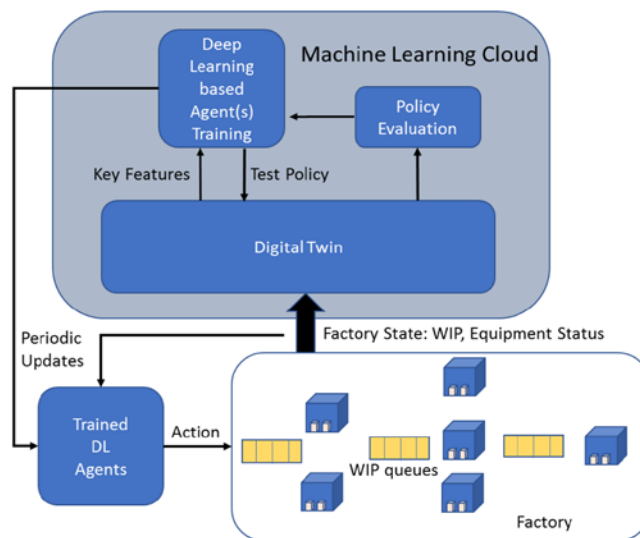 Machine Learning Cloud
Deep
Learning
based
Agent(s)
Training
Policy
Evaluation
Key Features
Test Policy
Digital Twin
Factory State: WIP, Equipment Status
Periodic
Updates
Trained
DL
Agents
Action
WIP queues
Factory